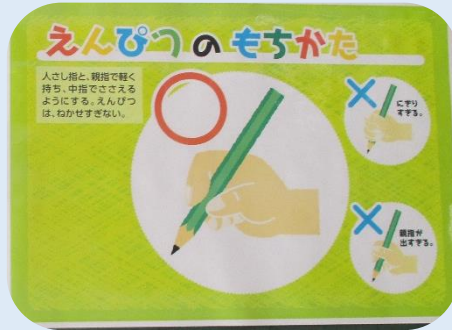 えんぴつのもちかた
人さし指と、親指で軽く
持ち、中指でささえる
ようにする。えんぴつ
は、ねかせすぎない。
にぎり
すぎる。
親指が
出すぎる。